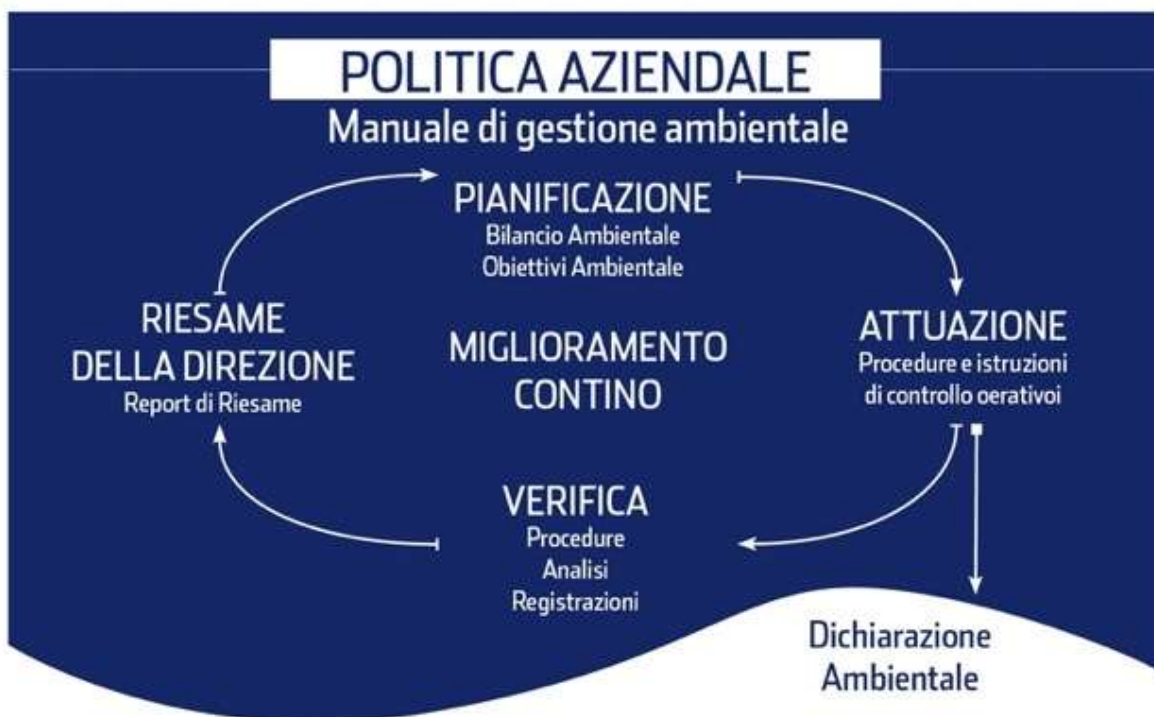 POLITICA AZIENDALE
Manuale di gestione ambientale
PIANIFICAZIONE
Bilancio Ambientale
Obiettivi Ambientale
RIESAME
DELLA DIREZIONE
Report di Riesame
MIGLIORAMENTO
CONTINO
ATTUAZIONE
Procedure e istruzioni
di controllo oerativoi
VERIFICA
Procedure
Analisi
Registrazioni
Dichiarazione
Ambientale